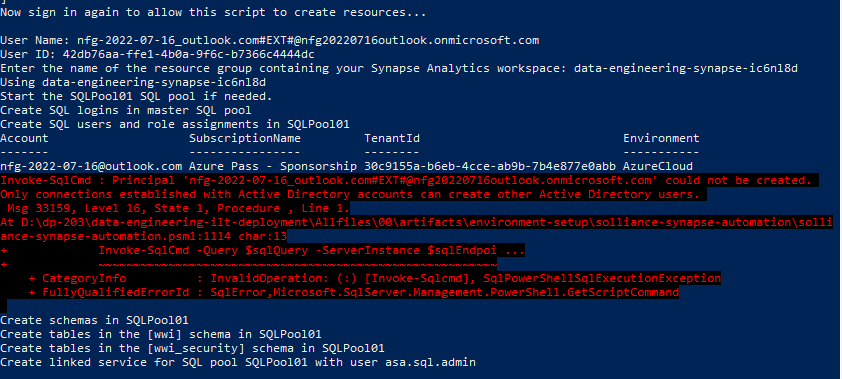 ]
Now sign in again to allow this script to create resources...
User Name: nfg-2022-07-16_outlook.com#EXT#@nfg20220716outlook.onmicrosoft.com
User ID: 42db76aa-ffe1-4b0a-9f6c-b7366c4444dc
Enter the name of the resource group containing your Synapse Analytics workspace: data-engineering-synapse-ic6nl8d
Using data-engineering-synapse-ic6nl8d
Start the SQLPool01 SQL pool if needed.
Create SQL logins in master SQL pool
Create SQL users and role assignments in SQLPool01
Account SubscriptionName TenantId Environment
------- ---------------- -------- -----------
nfg-2022-07-16@outlook.com Azure Pass - Sponsorship 30c9155a-b6eb-4cce-ab9b-7b4e877e0abb AzureCloud
Invoke-SqlCmd : Principal 'nfg-2022-07-16_outlook.com#EXT#@nfg20220716outlook.onmicrosoft.com' could not be created.
Only connections established with Active Directory accounts can create other Active Directory users.
Msg 33159, Level 16, State 1, Procedure , Line 1.
At D:\dp-203\data-engineering-ilt-deployment\Allfiles\00\artifacts\environment-setup\solliance-synapse-automation\solli
ance-synapse-automation.psm1:1114 char:13
+ Invoke-SqlCmd -Query $sqlQuery -ServerInstance $sqlEndpoi ...
+ ~~~~~~~~~~~~~~~~~~~~~~~~~~~~~~~~~~~~~~~~~~~~~~~~~~~~~~~~~
+ CategoryInfo : InvalidOperation: (:) [Invoke-Sqlcmd], SqlPowerShellSqlExecutionException
+ FullyQualifiedErrorId : SqlError,Microsoft.SqlServer.Management.PowerShell.GetScriptCommand
Create schemas in SQLPool01
Create tables in the [wwi] schema in SQLPool01
Create tables in the [wwi_security] schema in SQLPool01
Create linked service for SQL pool SQLPool01 with user asa.sql.admin